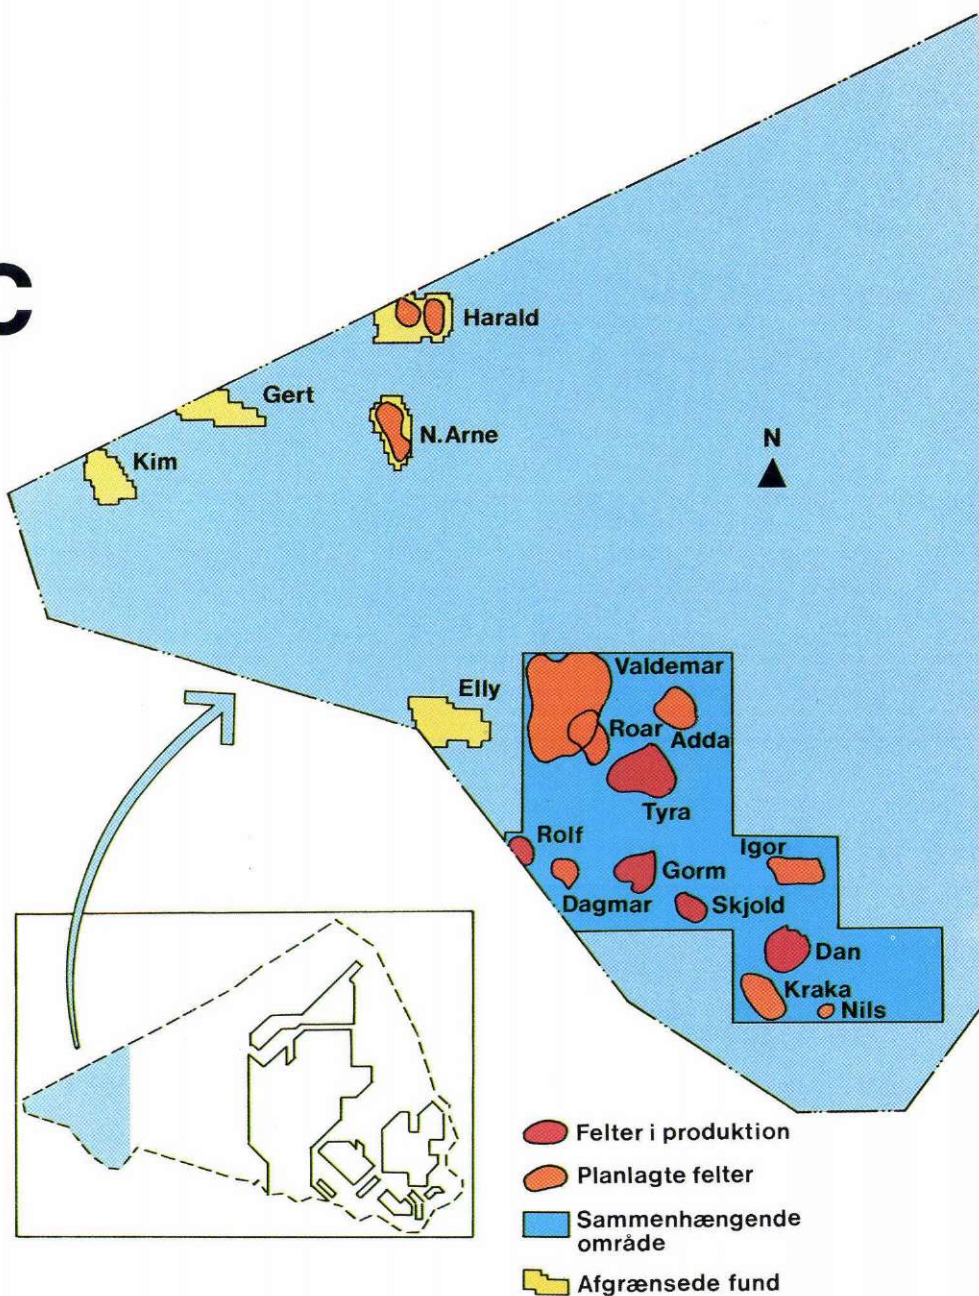 C
Harald
Gert
N.Arne
Kim
N
Valdemar
Elly
Roar
Adda
Tyra
Rolf
Igor
Gorm
Dagmar
Skjold
Dan
Kraka
Nils
Felter i produktion
Planlagte felter
Sammenhængende
område
Afgrænsede fund